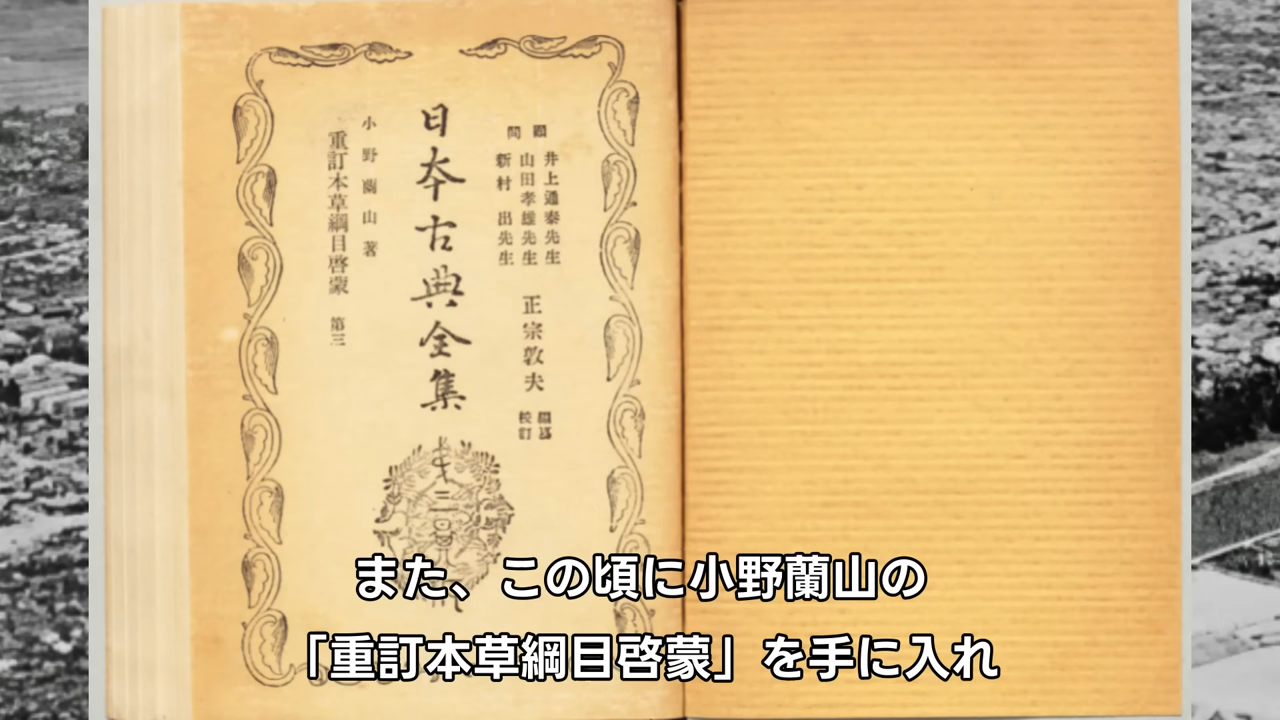 顧問
井上通泰先生
山田孝雄先生
新村出先生
正宗敦夫
編纂
校訂
日本古典全集
小野蘭山著
重訂本草綱目啓蒙 第三
また、この頃に小野蘭山の
「重訂本草綱目啓蒙」を手に入れ